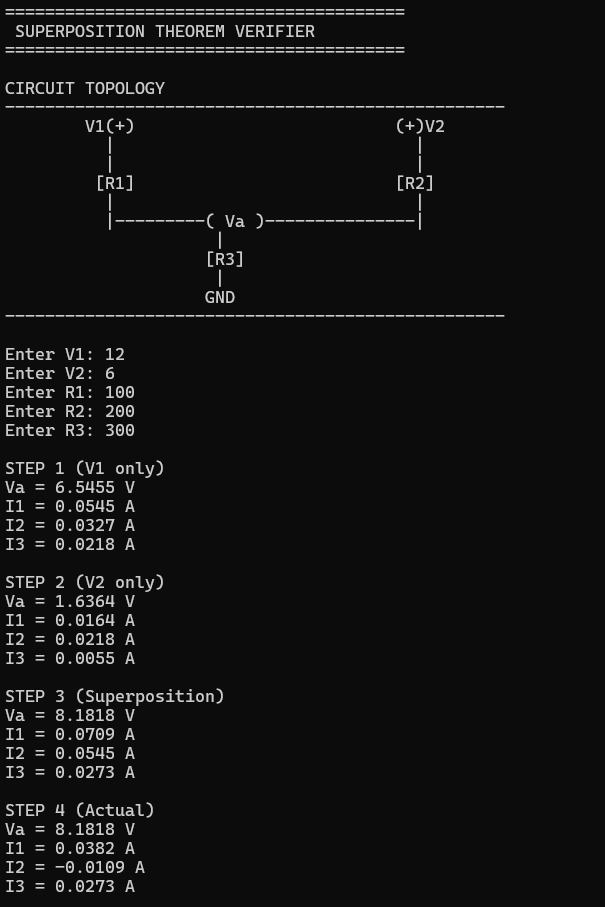 ========================================
 SUPERPOSITION THEOREM VERIFIER
========================================

CIRCUIT TOPOLOGY
--------------------------------------------------
        V1(+)                          (+)V2
          |                              |
          |                              |
         [R1]                          [R2]
          |                              |
          |---------( Va )---------------|
                     |
                    [R3]
                     |
                    GND
--------------------------------------------------

Enter V1: 12
Enter V2: 6
Enter R1: 100
Enter R2: 200
Enter R3: 300

STEP 1 (V1 only)
Va = 6.5455 V
I1 = 0.0545 A
I2 = 0.0327 A
I3 = 0.0218 A

STEP 2 (V2 only)
Va = 1.6364 V
I1 = 0.0164 A
I2 = 0.0218 A
I3 = 0.0055 A

STEP 3 (Superposition)
Va = 8.1818 V
I1 = 0.0709 A
I2 = 0.0545 A
I3 = 0.0273 A

STEP 4 (Actual)
Va = 8.1818 V
I1 = 0.0382 A
I2 = -0.0109 A
I3 = 0.0273 A